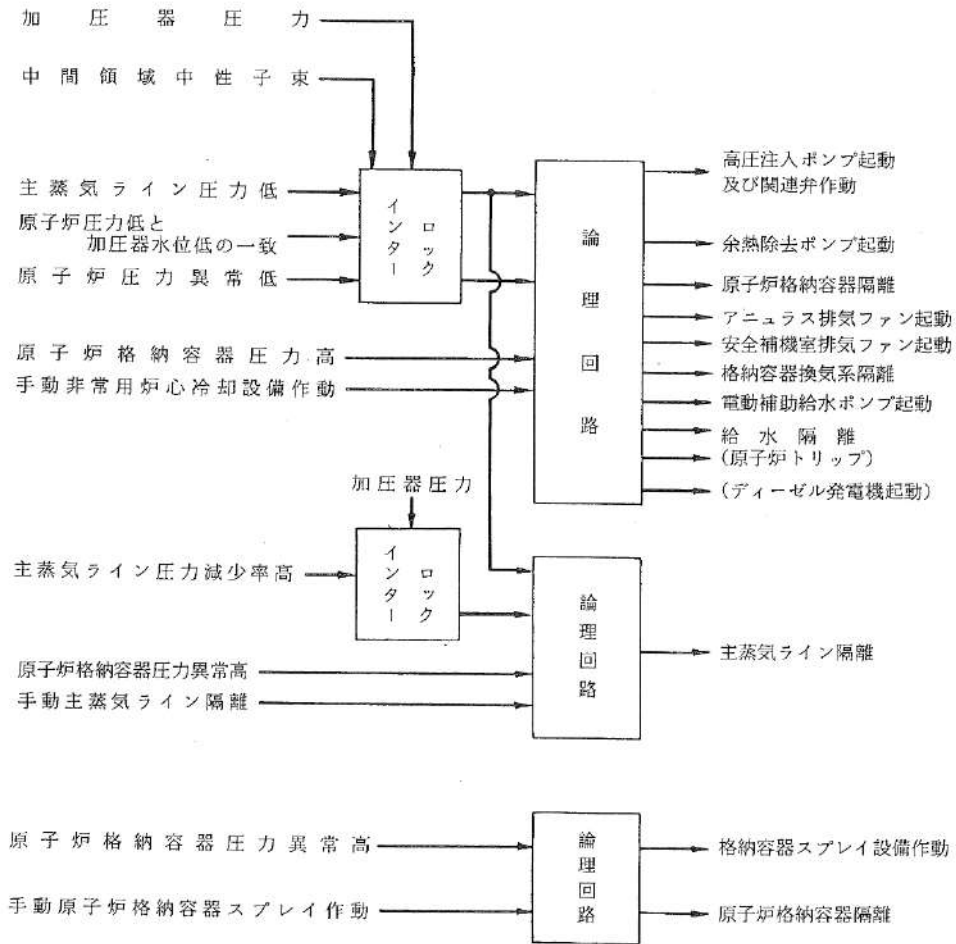 加圧器圧力
中間領域中性子束
主蒸気ライン圧力低
原子炉圧力低と
加圧器水位低の一致
原子炉圧力異常低
インター
ロック
原子炉格納容器圧力高
手動非常用炉心冷却設備作動
論理回路
高圧注入ポンプ起動
及び関連弁作動
余熱除去ポンプ起動
原子炉格納容器隔離
アニュラス排気ファン起動
安全補機室排気ファン起動
格納容器換気系隔離
電動補助給水ポンプ起動
給水隔離
(原子炉トリップ)
(ディーゼル発電機起動)
加圧器圧力
主蒸気ライン圧力減少率高
インター
ロック
原子炉格納容器圧力異常高
手動主蒸気ライン隔離
論理回路
主蒸気ライン隔離
原子炉格納容器圧力異常高
手動原子炉格納容器スプレイ作動
論理回路
格納容器スプレイ設備作動
原子炉格納容器隔離